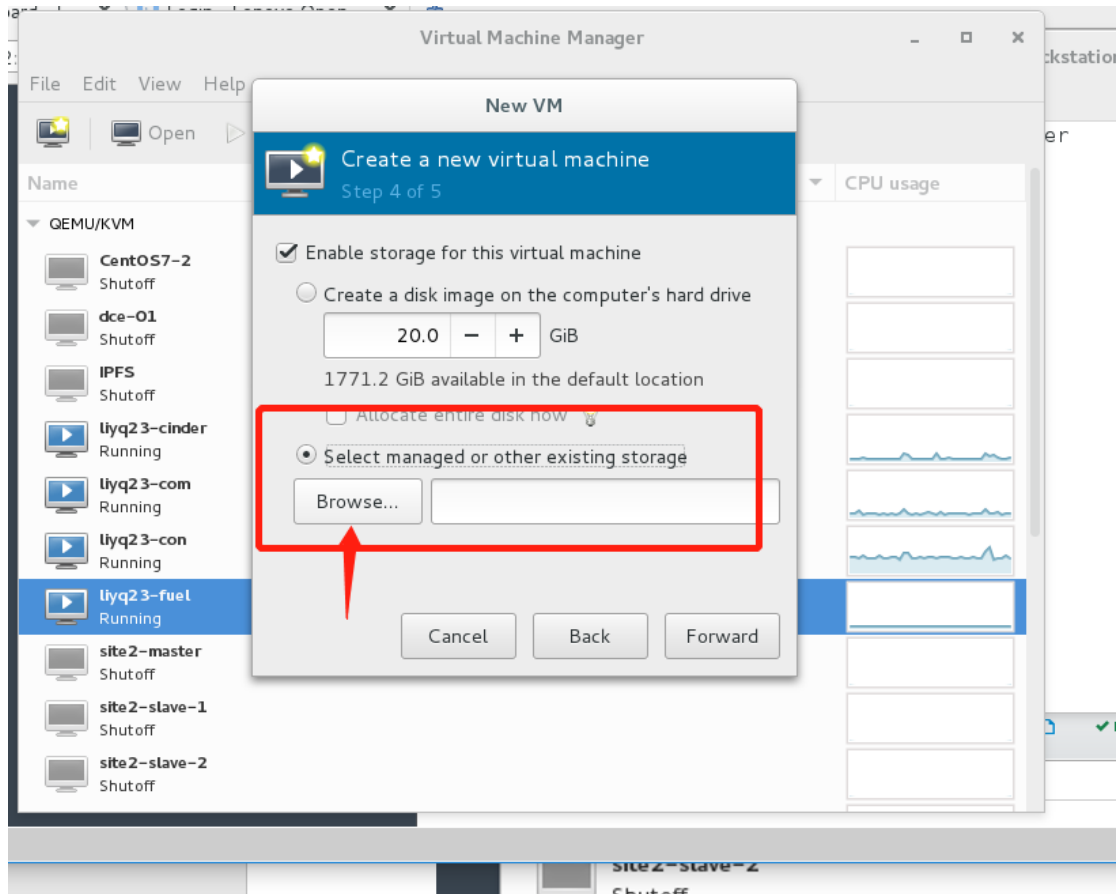 Virtual Machine Manager
File Edit View Help
Open
Name
CPU usage
QEMU/KVM
CentOS7-2
Shutoff
dce-01
Shutoff
IPFS
Shutoff
liyq23-cinder
Running
liyq23-com
Running
liyq23-con
Running
liyq23-fuel
Running
site2-master
Shutoff
site2-slave-1
Shutoff
site2-slave-2
Shutoff
New VM
Create a new virtual machine
Step 4 of 5
Enable storage for this virtual machine
Create a disk image on the computer's hard drive
20.0 − + GiB
1771.2 GiB available in the default location
Allocate entire disk now
Select managed or other existing storage
Browse...
Cancel Back Forward
site2-slave-2
Shutoff